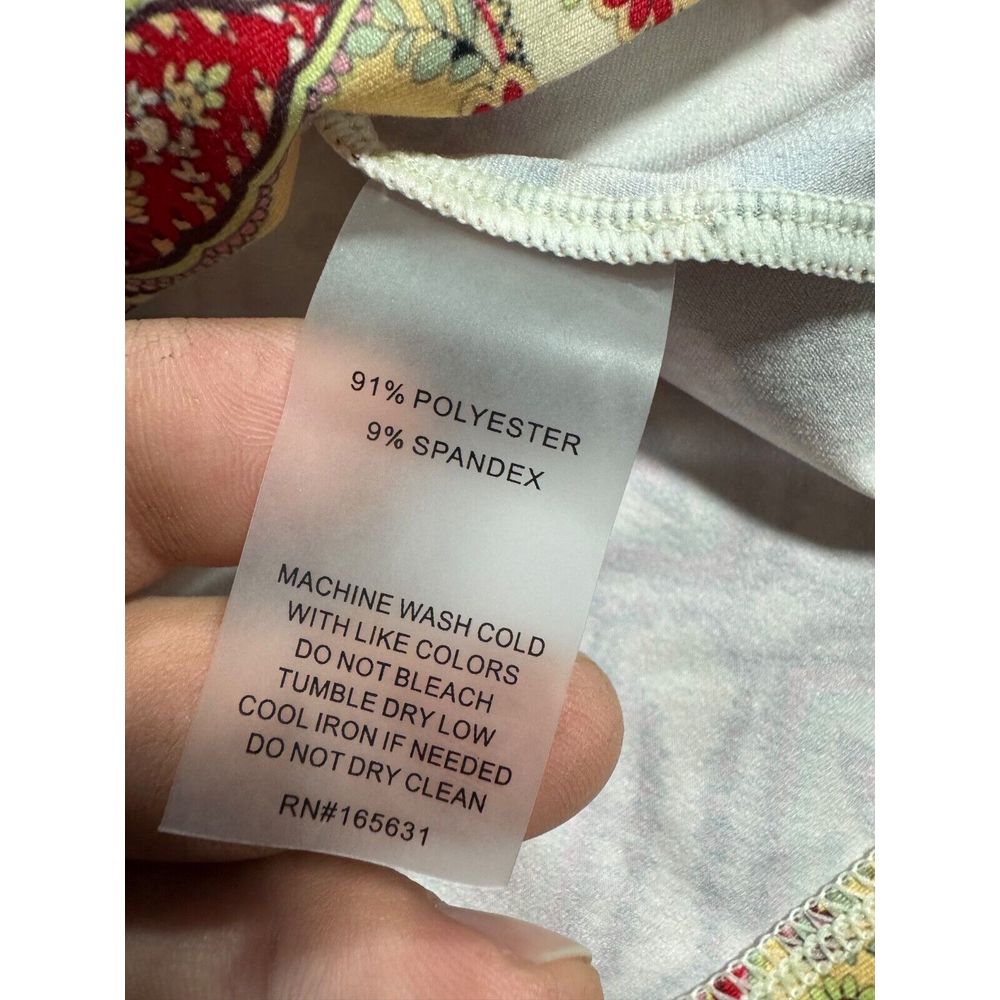 91% POLYESTER
9% SPANDEX
MACHINE WASH COLD
WITH LIKE COLORS
DO NOT BLEACH
TUMBLE DRY LOW
COOL IRON IF NEEDED
DO NOT DRY CLEAN
RN#165631